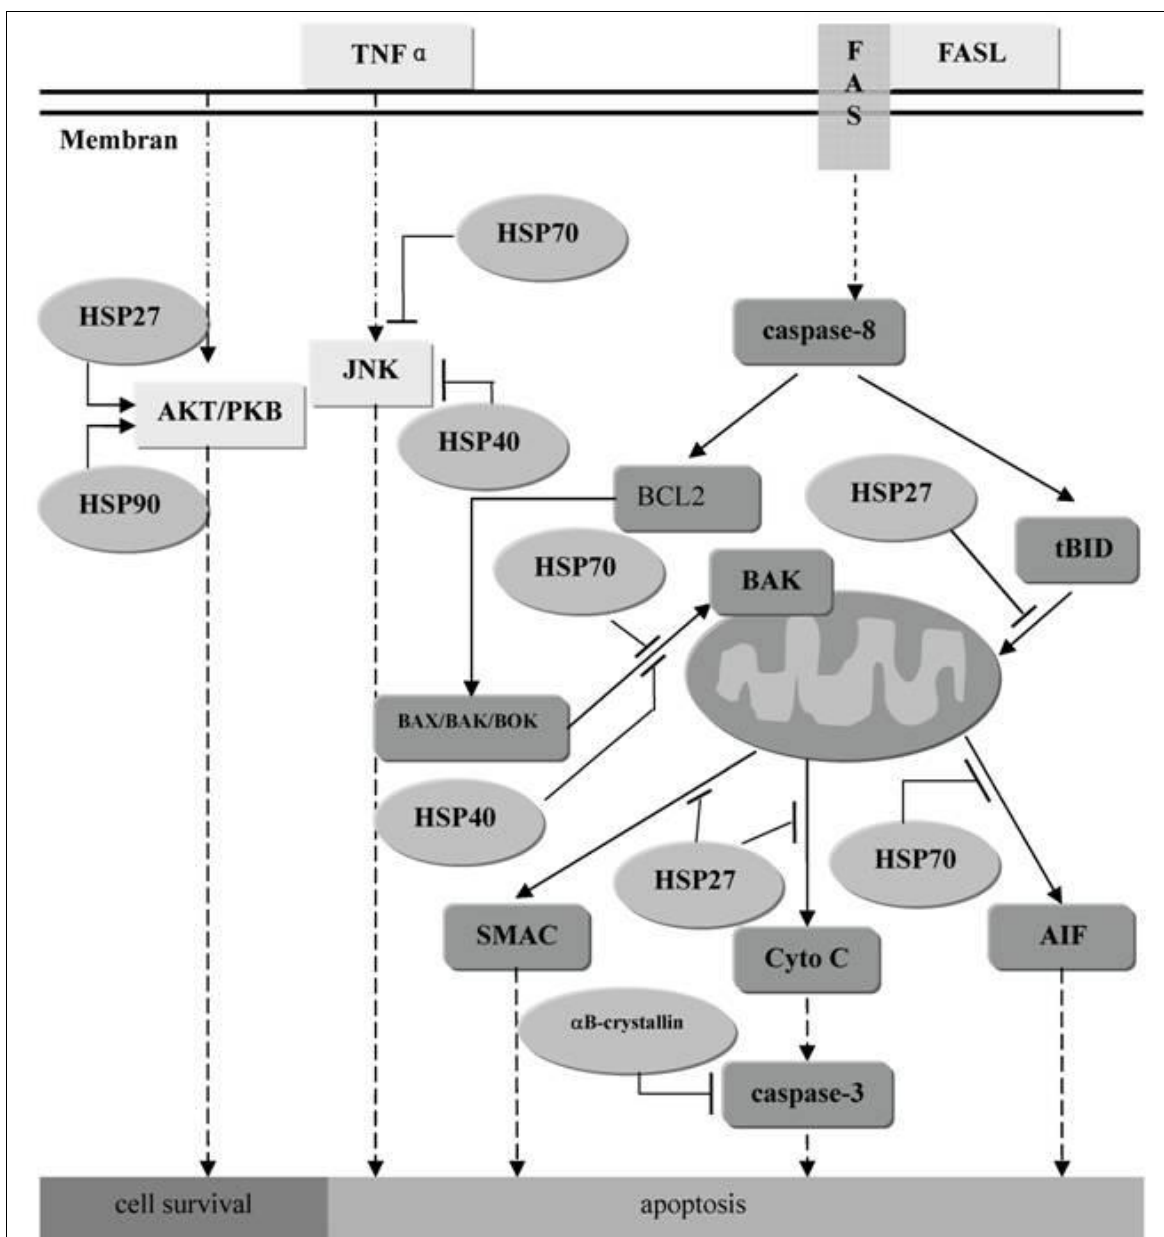 TNF α
F
A
S
FASL
Membran
HSP70
HSP27
caspase-8
JNK
AKT/PKB
HSP40
HSP90
BCL2
HSP27
tBID
HSP70
BAK
BAX/BAK/BOK
HSP40
HSP27
HSP70
SMAC
Cyto C
AIF
αB-crystallin
caspase-3
cell survival
apoptosis